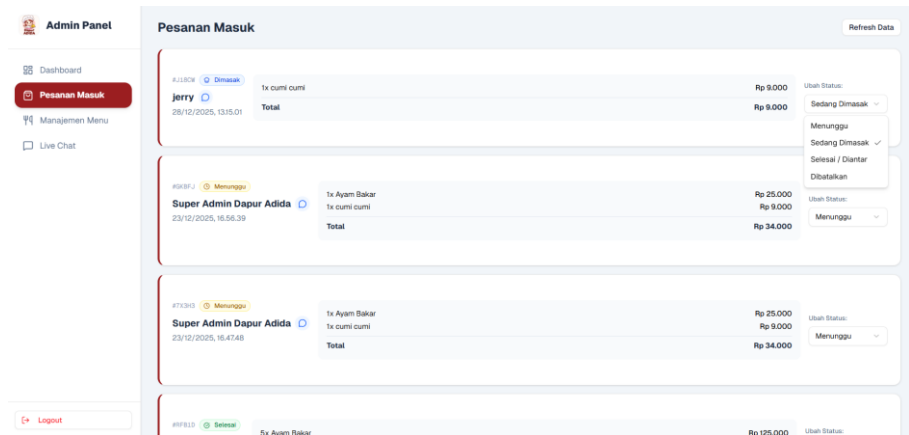 Admin Panel
Dashboard
Pesanan Masuk
Manajemen Menu
Live Chat
Logout
Pesanan Masuk
Refresh Data
Dimasak
jerry
28/12/2025, 13.15.01
1x cumi cumi Rp 9.000
Total Rp 9.000
Ubah Status:
Sedang Dimasak
Menunggu
Sedang Dimasak
Selesai / Diantar
Dibatalkan
Menunggu
Super Admin Dapur Adida
23/12/2025, 16.56.39
1x Ayam Bakar Rp 25.000
1x cumi cumi Rp 9.000
Total Rp 34.000
Ubah Status:
Menunggu
#7X3H3 Menunggu
Super Admin Dapur Adida
23/12/2025, 16.47.48
1x Ayam Bakar Rp 25.000
1x cumi cumi Rp 9.000
Total Rp 34.000
Ubah Status:
Menunggu
Selesai
5x Ayam Bakar Rp 125.000
Ubah Status: